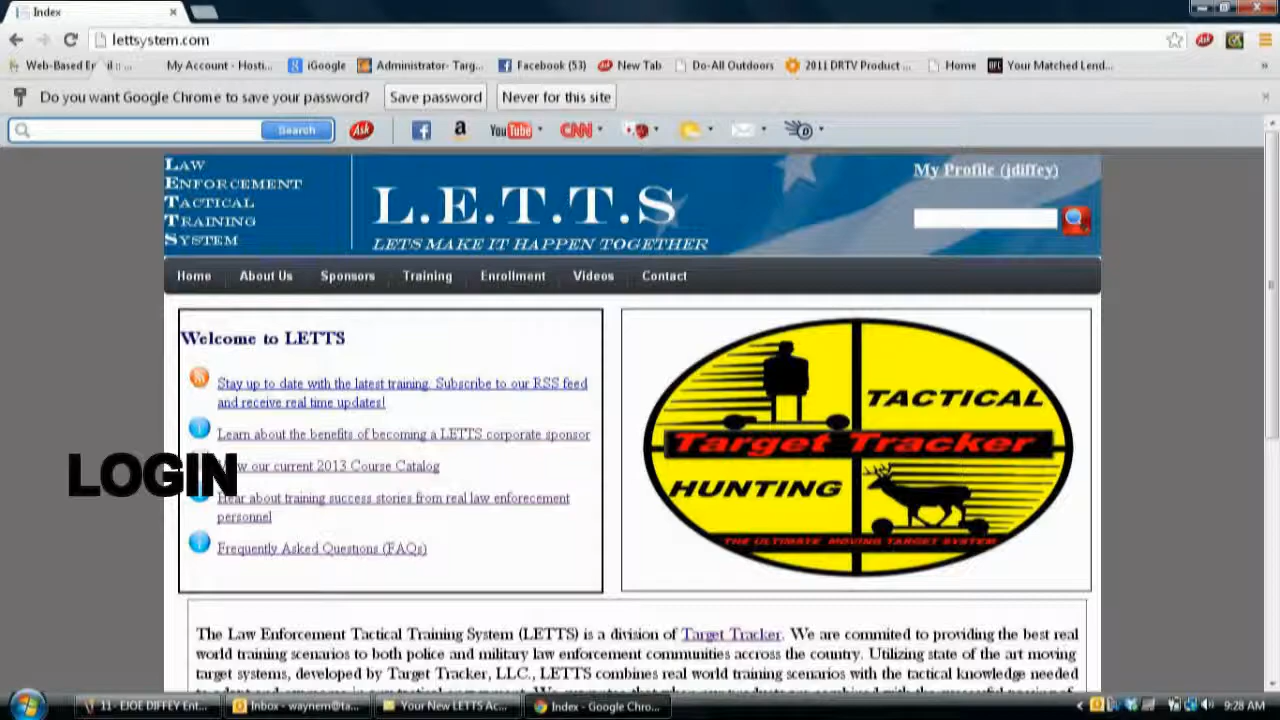 Index
lettsystem.com
My Account - Hosti...
iGoogle
Administrator- Targ...
Facebook (53)
New Tab
Do-All Outdoors
2011 DRTV Product ...
Home
Your Matched Lend...
»
Do you want Google Chrome to save your password?
Save password
Never for this site
Search
Ask
f
a
YouTube
CNN
LAW
ENFORCEMENT
TACTICAL
TRAINING
SYSTEM
L.E.T.T.S
LETS MAKE IT HAPPEN TOGETHER
My Profile (jdiffey)
Home
About Us
Sponsors
Training
Enrollment
Videos
Contact
Welcome to LETTS
Stay up to date with the latest training. Subscribe to our RSS feed
and receive real time updates!
Learn about the benefits of becoming a LETTS corporate sponsor
our current 2013 Course Catalog
Hear about training success stories from real law enforcement
personnel
Frequently Asked Questions (FAQs)
LOGIN
TACTICAL
Target Tracker
HUNTING
THE ULTIMATE MOVING TARGET SYSTEM
The Law Enforcement Tactical Training System (LETTS) is a division of Target Tracker. We are commited to providing the best real
world training scenarios to both police and military law enforcement communities accross the country. Utilizing state of the art moving
target systems, developed by Target Tracker, LLC., LETTS combines real world training scenarios with the tactical knowledge needed
11 - EJOE DIFFEY Ent...
Inbox - waynem@ta...
Your New LETTS Ac...
Index - Google Chro...
9:28 AM